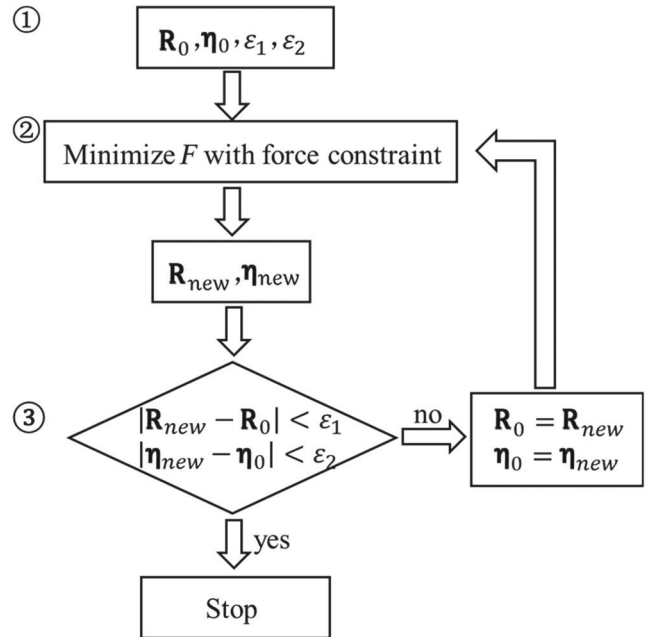 ①
𝐑₀,𝛈₀,𝜀₁,𝜀₂
②
Minimize F with force constraint
𝐑new,𝛈new
③
|𝐑new − 𝐑₀| < 𝜀₁
|𝛈new − 𝛈₀| < 𝜀₂
no
𝐑₀ = 𝐑new
𝛈₀ = 𝛈new
yes
Stop